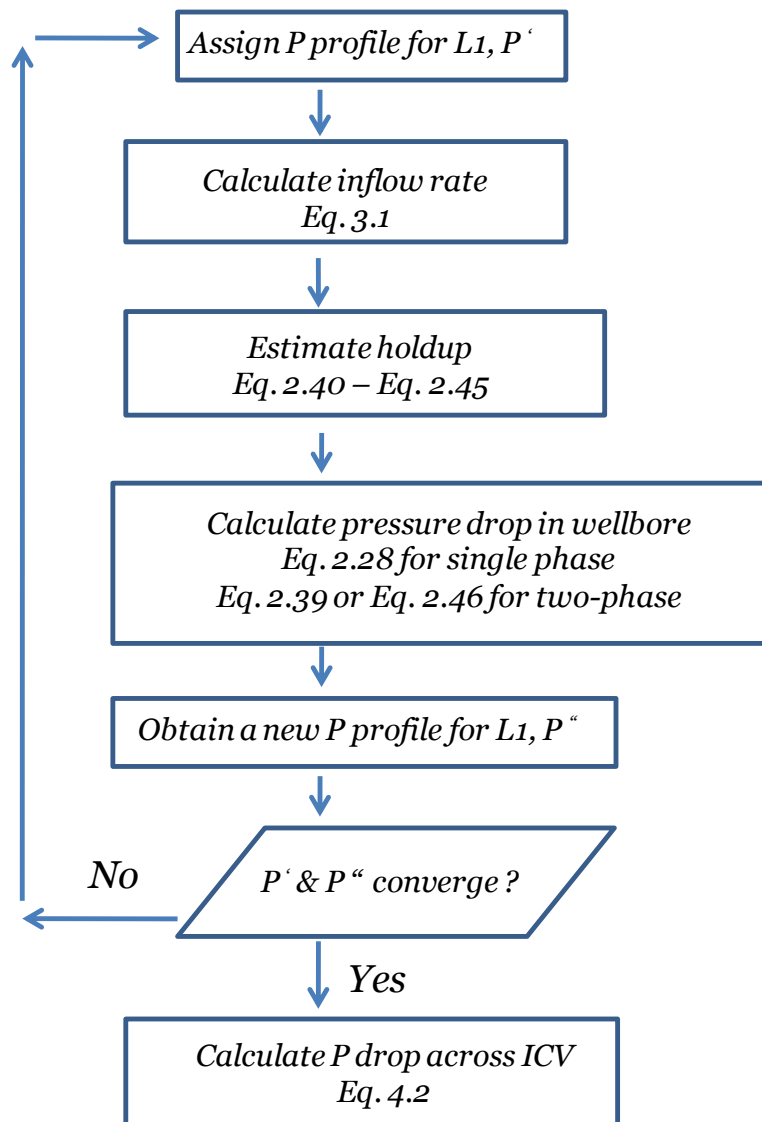 Assign P profile for L1, P ‘
Calculate inflow rate
Eq. 3.1
Estimate holdup
Eq. 2.40 – Eq. 2.45
Calculate pressure drop in wellbore
Eq. 2.28 for single phase
Eq. 2.39 or Eq. 2.46 for two-phase
Obtain a new P profile for L1, P “
P ‘ & P “ converge ?
No
Yes
Calculate P drop across ICV
Eq. 4.2